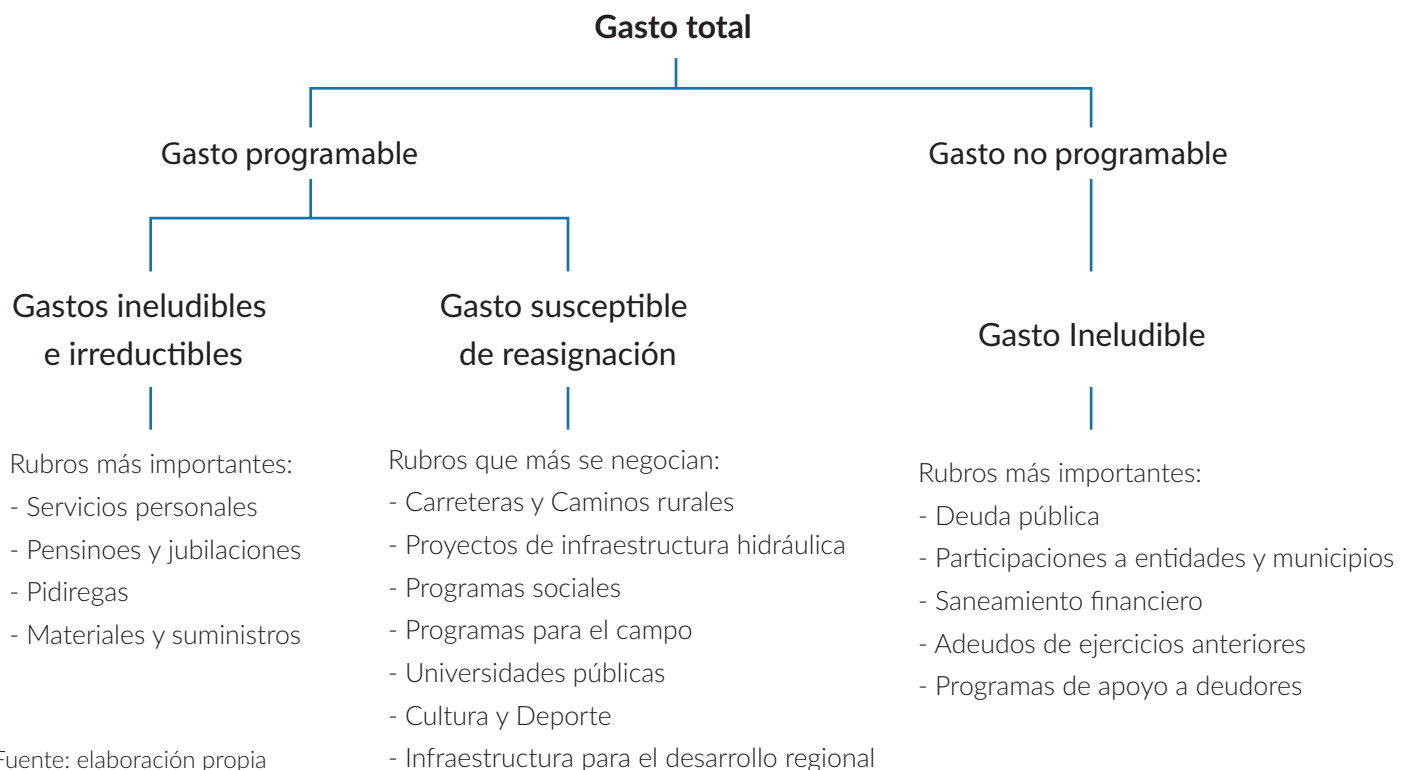 Gasto total
Gasto programable
Gasto no programable
Gastos ineludibles
e irreductibles
Gasto susceptible
de reasignación
Gasto Ineludible
Rubros más importantes:
- Servicios personales
- Pensinoes y jubilaciones
- Pidiregas
- Materiales y suministros
Rubros que más se negocian:
- Carreteras y Caminos rurales
- Proyectos de infraestructura hidráulica
- Programas sociales
- Programas para el campo
- Universidades públicas
- Cultura y Deporte
- Infraestructura para el desarrollo regional
Rubros más importantes:
- Deuda pública
- Participaciones a entidades y municipios
- Saneamiento financiero
- Adeudos de ejercicios anteriores
- Programas de apoyo a deudores
Fuente: elaboración propia